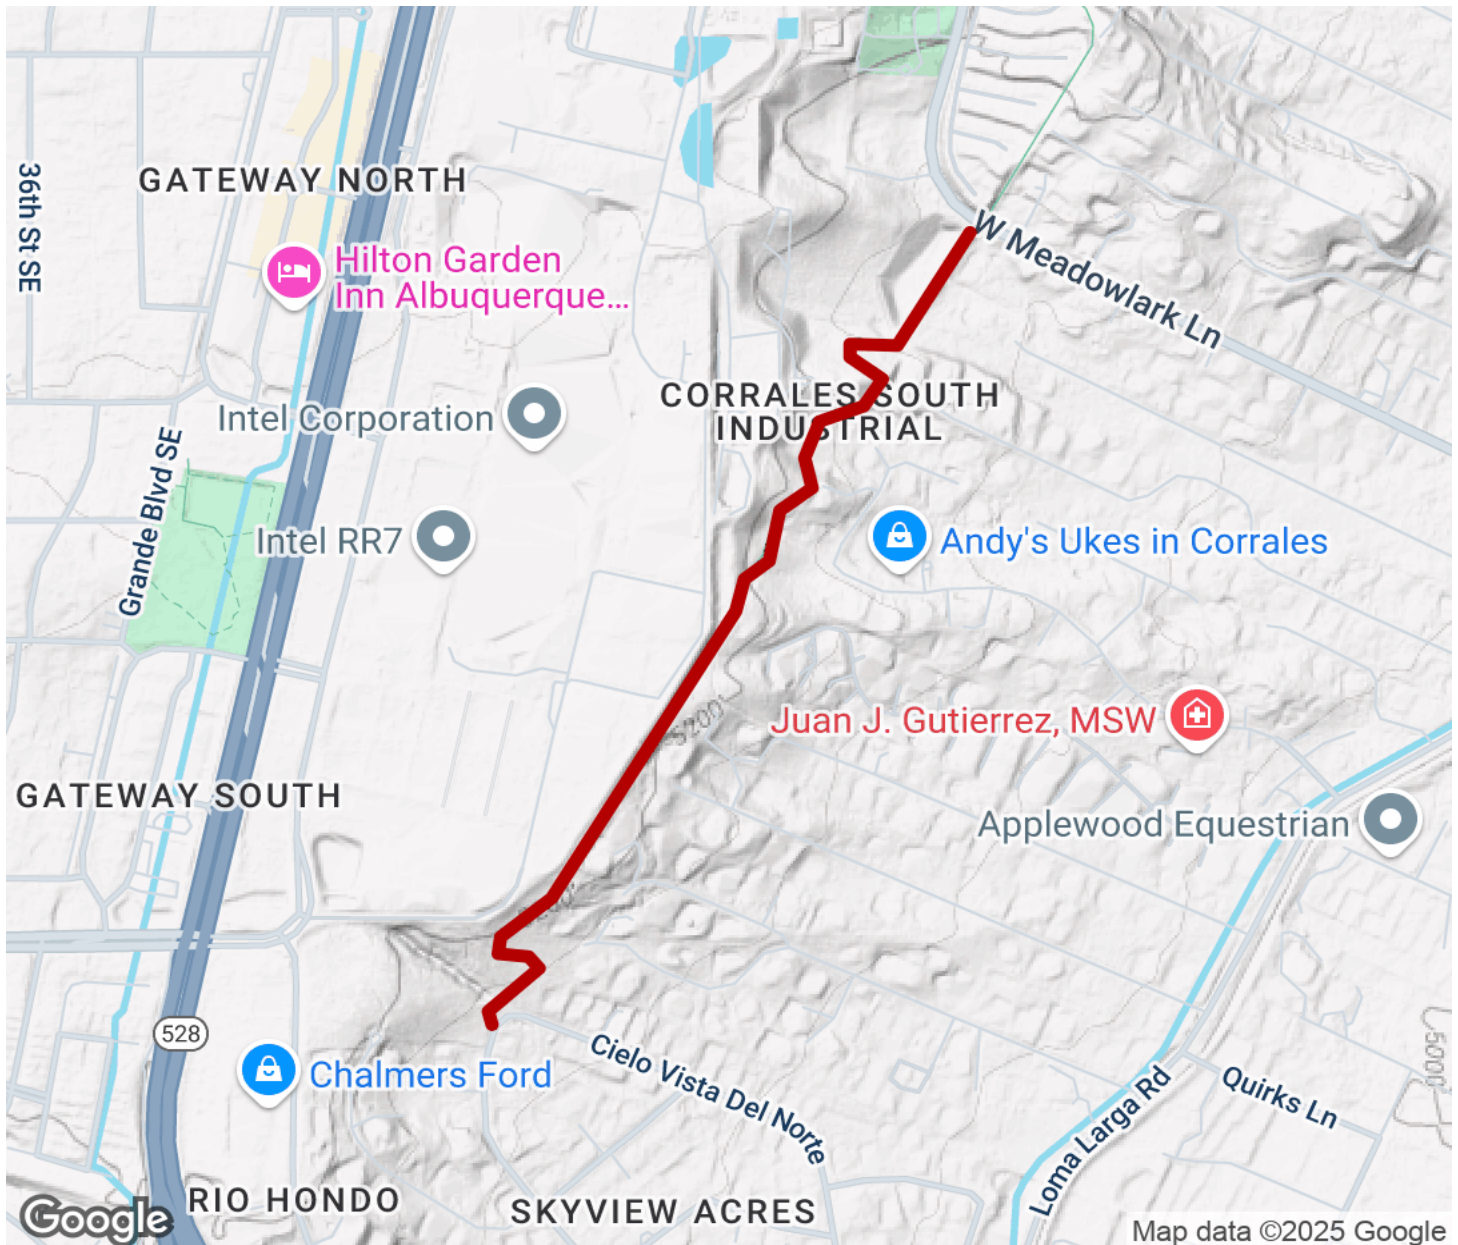 GATEWAY NORTH
36th St SE
W Meadowlark Ln
Hilton Garden
Inn Albuquerque...
CORRALES SOUTH
INDUSTRIAL
Intel Corporation
Grande Blvd SE
Intel RR7
Andy's Ukes in Corrales
5200
Juan J. Gutierrez, MSW
GATEWAY SOUTH
Applewood Equestrian
528
Chalmers Ford
Cielo Vista Del Norte
Loma Larga Rd
Quirks Ln
5000
RIO HONDO
SKYVIEW ACRES
Google
Map data ©2025 Google